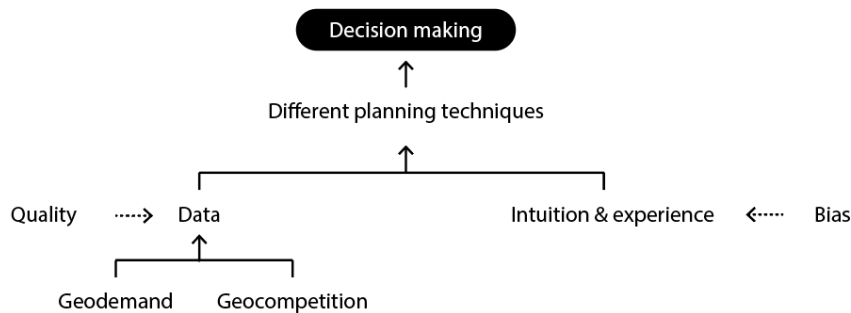 Decision making
Different planning techniques
Quality
Data
Intuition & experience
Bias
Geodemand
Geocompetition